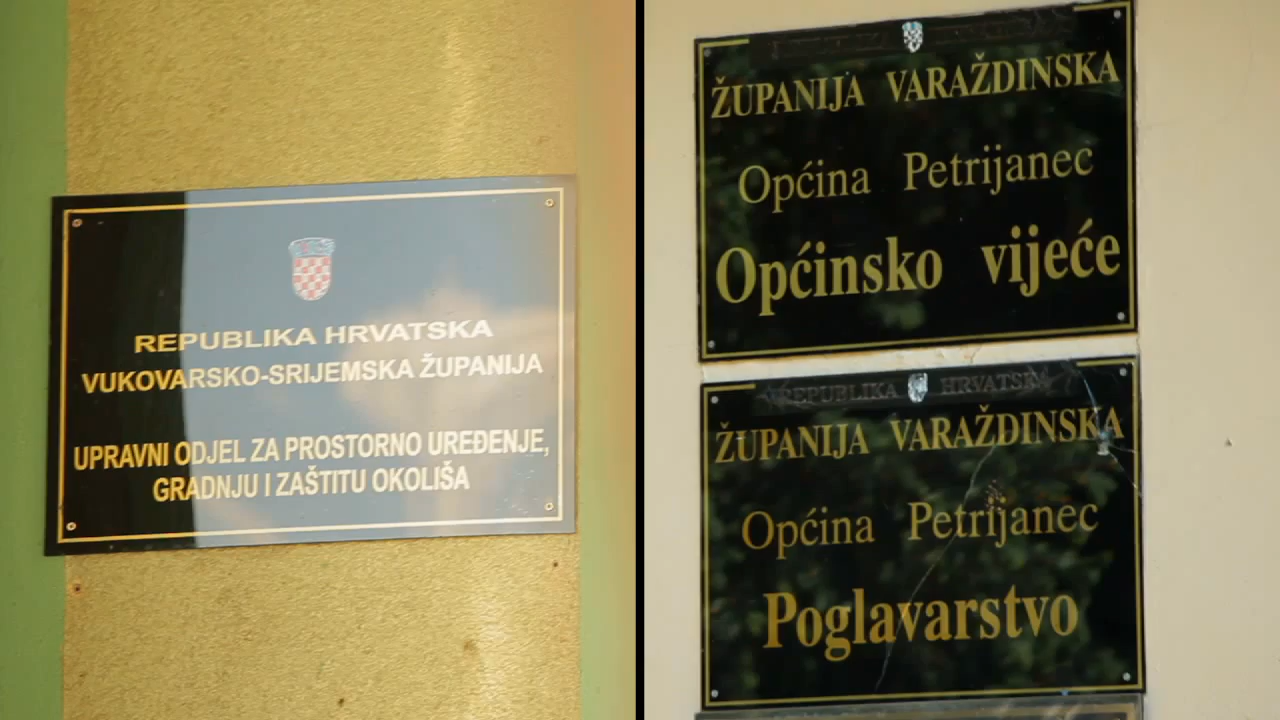 REPUBLIKA HRVATSKA
VUKOVARSKO-SRIJEMSKA ŽUPANIJA
UPRAVNI ODJEL ZA PROSTORNO UREĐENJE,
GRADNJU I ZAŠTITU OKOLIŠA
ŽUPANIJA VARAŽDINSKA
Općina Petrijanec
Općinsko vijeće
REPUBLIKA HRVATSKA
ŽUPANIJA VARAŽDINSKA
Općina Petrijanec
Poglavarstvo